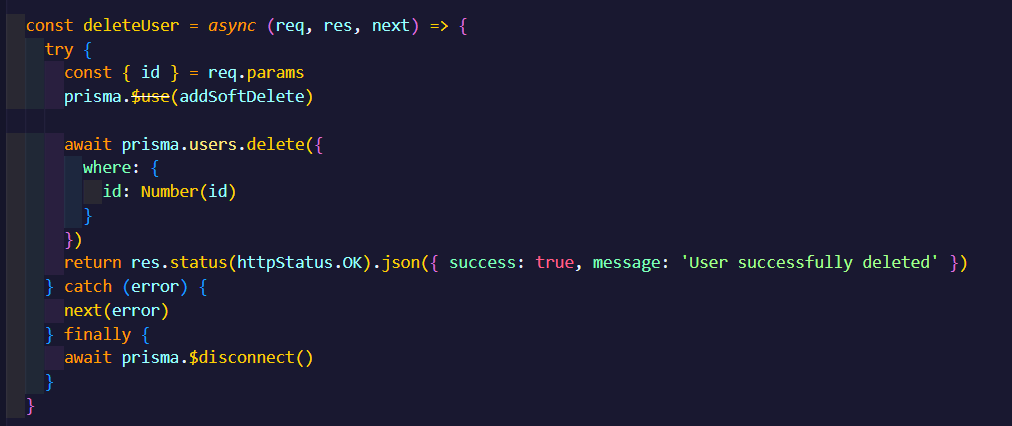 const deleteUser = async (req, res, next) => {
try {
const { id } = req.params
prisma.$use(addSoftDelete)
await prisma.users.delete({
where: {
id: Number(id)
}
})
return res.status(httpStatus.OK).json({ success: true, message: 'User successfully deleted' })
} catch (error) {
next(error)
} finally {
await prisma.$disconnect()
}
}